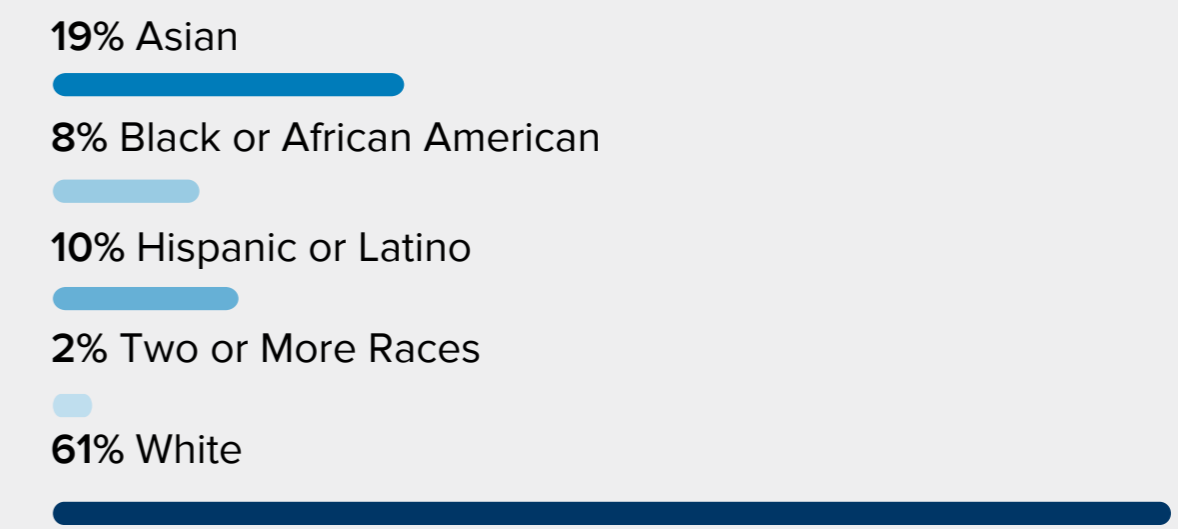 19% Asian
8% Black or African American
10% Hispanic or Latino
2% Two or More Races
61% White